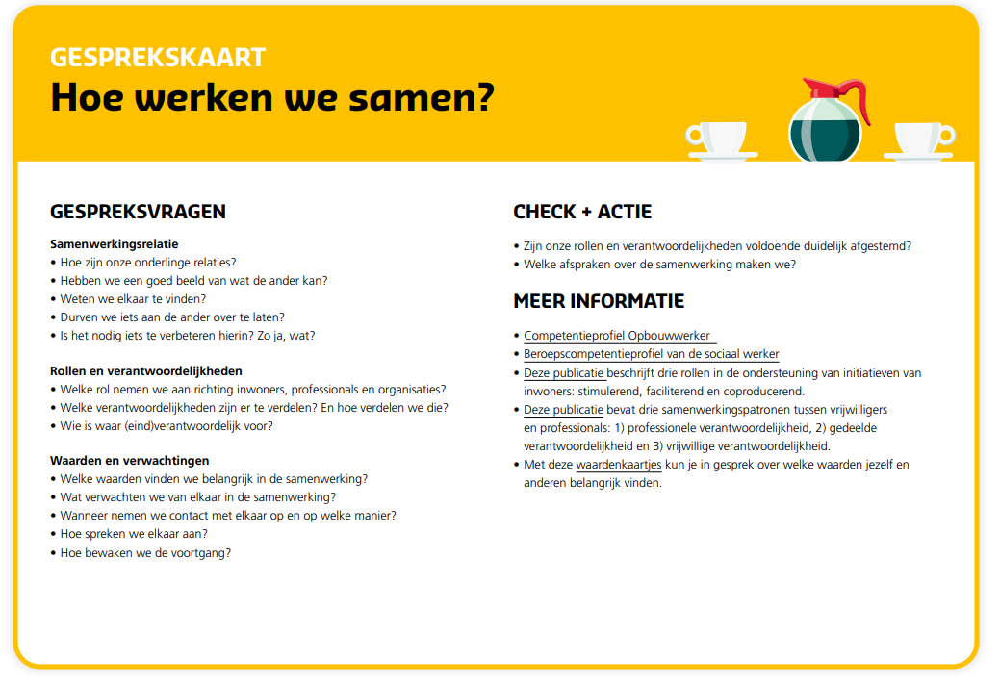 GESPREKSKAART
Hoe werken we samen?
GESPREKSVRAGEN
Samenwerkingsrelatie
• Hoe zijn onze onderlinge relaties?
• Hebben we een goed beeld van wat de ander kan?
• Weten we elkaar te vinden?
• Durven we iets aan de ander over te laten?
• Is het nodig iets te verbeteren hierin? Zo ja, wat?
Rollen en verantwoordelijkheden
• Welke rol nemen we aan richting inwoners, professionals en organisaties?
• Welke verantwoordelijkheden zijn er te verdelen? En hoe verdelen we die?
• Wie is waar (eind)verantwoordelijk voor?
Waarden en verwachtingen
• Welke waarden vinden we belangrijk in de samenwerking?
• Wat verwachten we van elkaar in de samenwerking?
• Wanneer nemen we contact met elkaar op en op welke manier?
• Hoe spreken we elkaar aan?
• Hoe bewaken we de voortgang?
CHECK + ACTIE
• Zijn onze rollen en verantwoordelijkheden voldoende duidelijk afgestemd?
• Welke afspraken over de samenwerking maken we?
MEER INFORMATIE
• Competentieprofiel Opbouwwerker
• Beroepscompetentieprofiel van de sociaal werker
• Deze publicatie beschrijft drie rollen in de ondersteuning van initiatieven van
inwoners: stimulerend, faciliterend en coproducerend.
• Deze publicatie bevat drie samenwerkingspatronen tussen vrijwilligers
en professionals: 1) professionele verantwoordelijkheid, 2) gedeelde
verantwoordelijkheid en 3) vrijwillige verantwoordelijkheid.
• Met deze waardenkaartjes kun je in gesprek over welke waarden jezelf en
anderen belangrijk vinden.